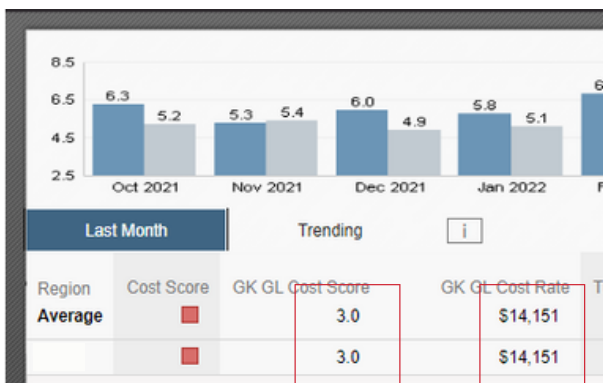 8.5
6.5
4.5
2.5
6.3 5.2 5.3 5.4 6.0 4.9 5.8 5.1 6
Oct 2021 Nov 2021 Dec 2021 Jan 2022 F
Last Month Trending i
Region Cost Score GK GL Cost Score GK GL Cost Rate T
Average 3.0 $14,151
3.0 $14,151